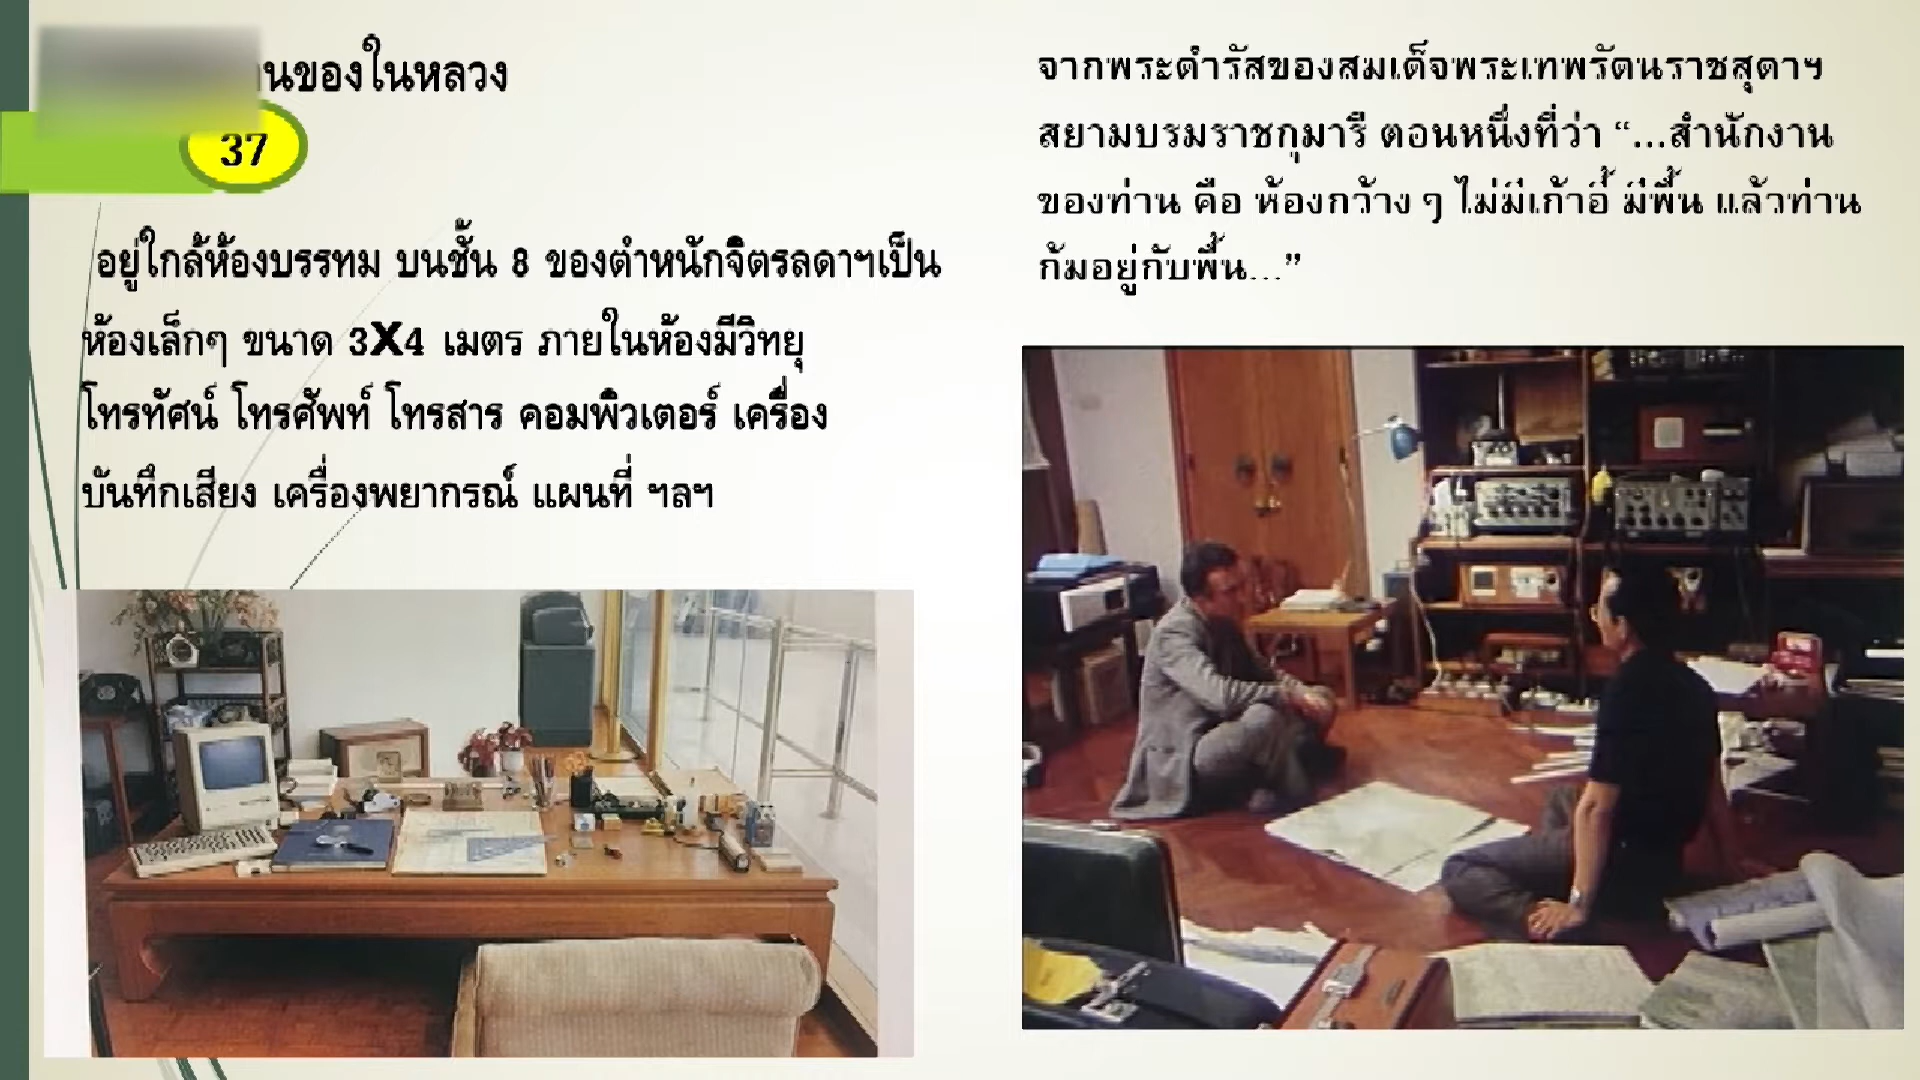 นของในหลวง
37
อยู่ใกล้ห้องบรรทม บนชั้น 8 ของตำหนักจิตรลดาฯเป็น
ห้องเล็กๆ ขนาด 3X4 เมตร ภายในห้องมีวิทยุ
โทรทัศน์ โทรศัพท์ โทรสาร คอมพิวเตอร์ เครื่อง
บันทึกเสียง เครื่องพยากรณ์ แผนที่ ฯลฯ
จากพระดำรัสของสมเด็จพระเทพรัตนราชสุดาฯ
สยามบรมราชกุมารี ตอนหนึ่งที่ว่า “...สำนักงาน
ของท่าน คือ ห้องกว้าง ๆ ไม่มีเก้าอี้ มีพื้น แล้วท่าน
ก้มอยู่กับพื้น...”